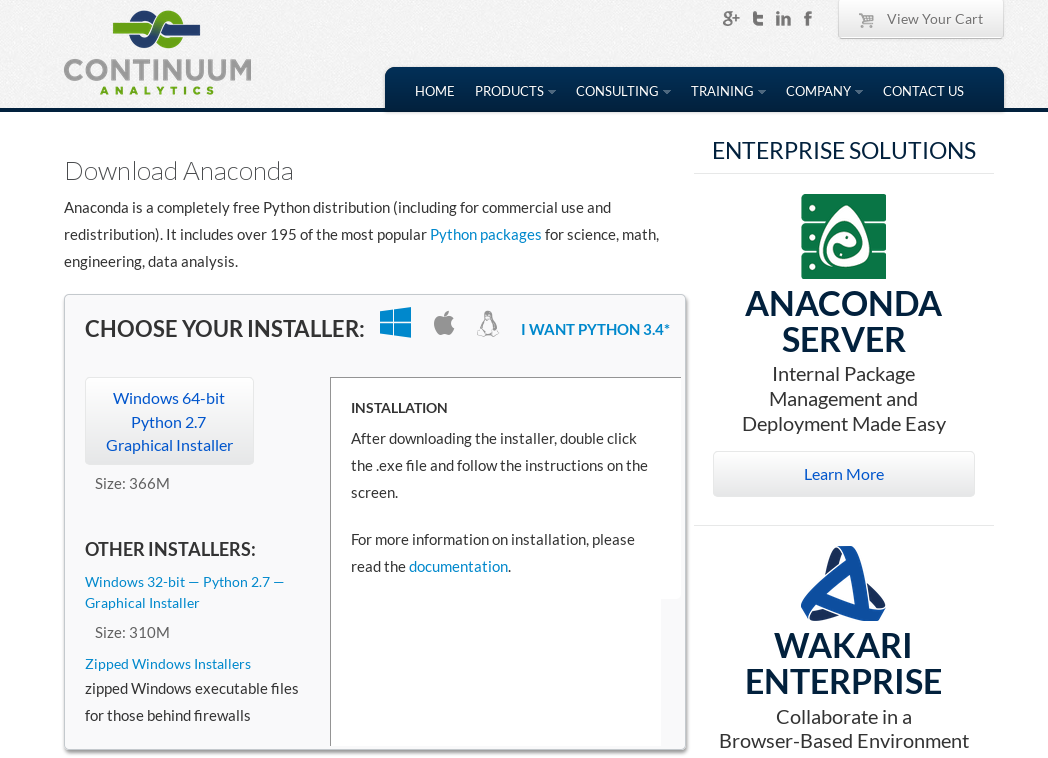 CONTINUUM
ANALYTICS
View Your Cart
HOME PRODUCTS CONSULTING TRAINING COMPANY CONTACT US
Download Anaconda
Anaconda is a completely free Python distribution (including for commercial use and
redistribution). It includes over 195 of the most popular Python packages for science, math,
engineering, data analysis.
CHOOSE YOUR INSTALLER: I WANT PYTHON 3.4*
Windows 64-bit
Python 2.7
Graphical Installer
Size: 366M
OTHER INSTALLERS:
Windows 32-bit — Python 2.7 —
Graphical Installer
Size: 310M
Zipped Windows Installers
zipped Windows executable files
for those behind firewalls
INSTALLATION
After downloading the installer, double click
the .exe file and follow the instructions on the
screen.
For more information on installation, please
read the documentation.
ENTERPRISE SOLUTIONS
ANACONDA
SERVER
Internal Package
Management and
Deployment Made Easy
Learn More
WAKARI
ENTERPRISE
Collaborate in a
Browser-Based Environment